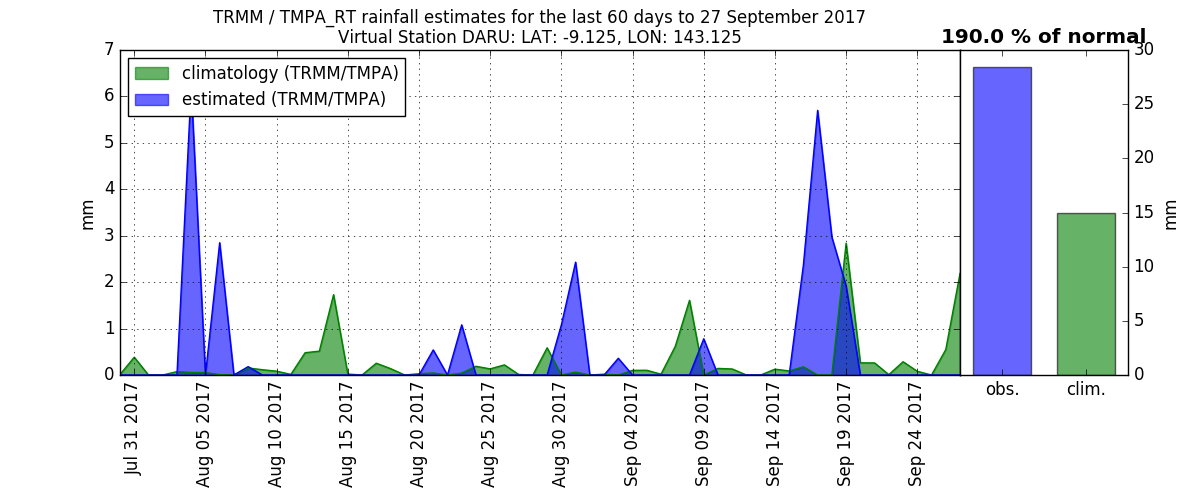 TRMM / TMPA_RT rainfall estimates for the last 60 days to 27 September 2017
Virtual Station DARU: LAT: -9.125, LON: 143.125
190.0 % of normal
climatology (TRMM/TMPA)
estimated (TRMM/TMPA)
7
6
5
4
3
2
1
0
mm
Jul 31 2017
Aug 05 2017
Aug 10 2017
Aug 15 2017
Aug 20 2017
Aug 25 2017
Aug 30 2017
Sep 04 2017
Sep 09 2017
Sep 14 2017
Sep 19 2017
Sep 24 2017
obs.
clim.
30
25
20
15
10
5
0
mm